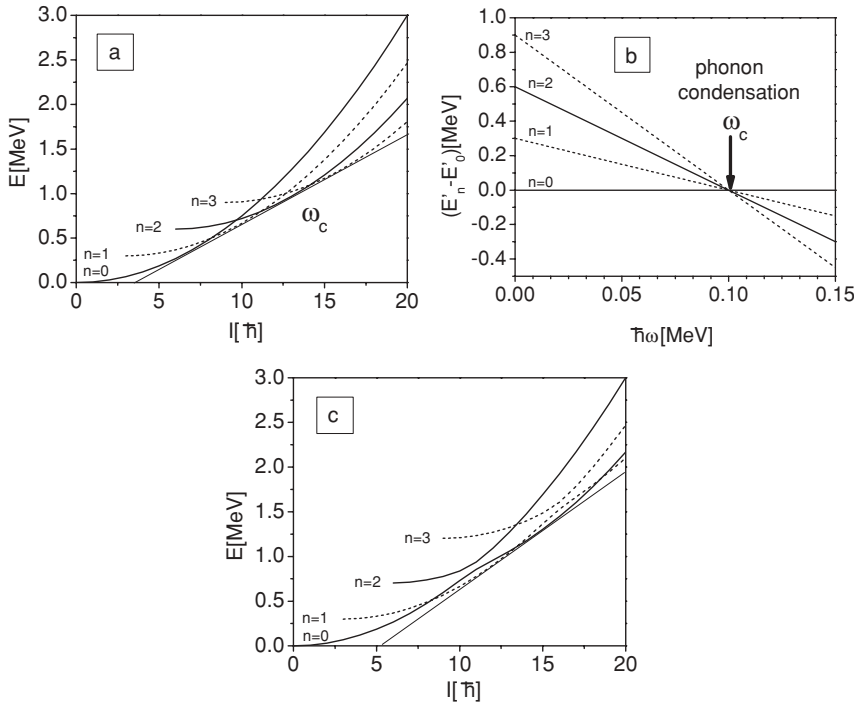 a
E[MeV]
3.0
2.5
2.0
1.5
1.0
0.5
0.0
n=3
n=2
n=1
n=0
ω_c
0 5 10 15 20
I[ħ]
b
(E'_n-E'_0)[MeV]
1.0
0.8
0.6
0.4
0.2
0.0
-0.2
-0.4
n=3
n=2
n=1
n=0
phonon
condensation
ω_c
0.00 0.05 0.10 0.15
ħω[MeV]
c
E[MeV]
3.0
2.5
2.0
1.5
1.0
0.5
0.0
n=3
n=2
n=1
n=0
0 5 10 15 20
I[ħ]